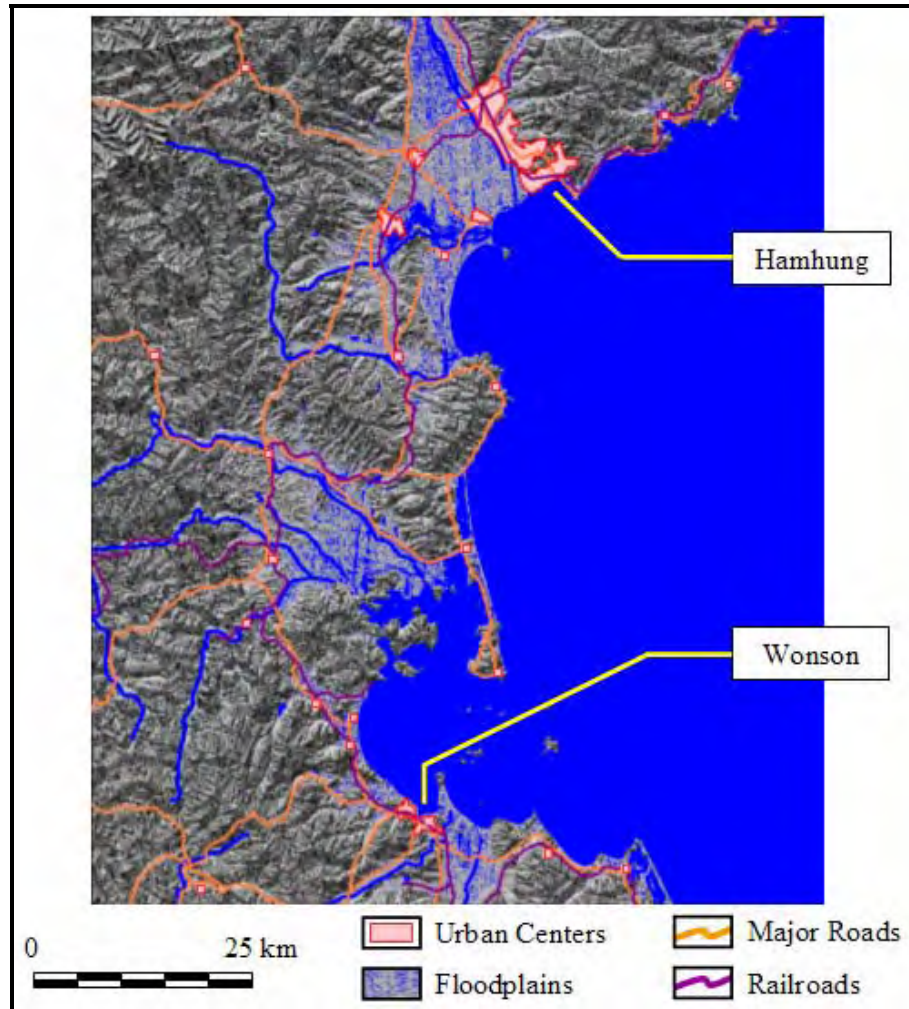 Hamhung
Wonson
0 25 km
Urban Centers
Major Roads
Floodplains
Railroads